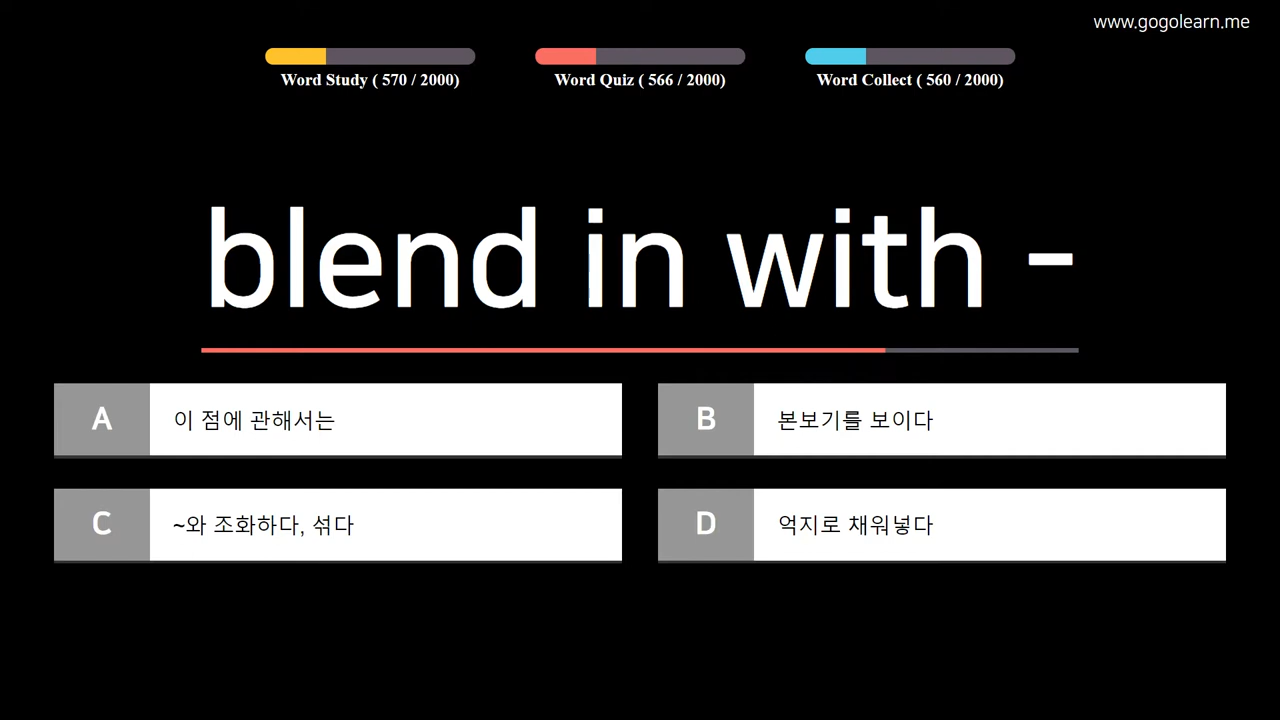 www.gogolearn.me
Word Study ( 570 / 2000)
Word Quiz ( 566 / 2000)
Word Collect ( 560 / 2000)
blend in with -
A 이 점에 관해서는
B 본보기를 보이다
C ~와 조화하다, 섞다
D 억지로 채워넣다